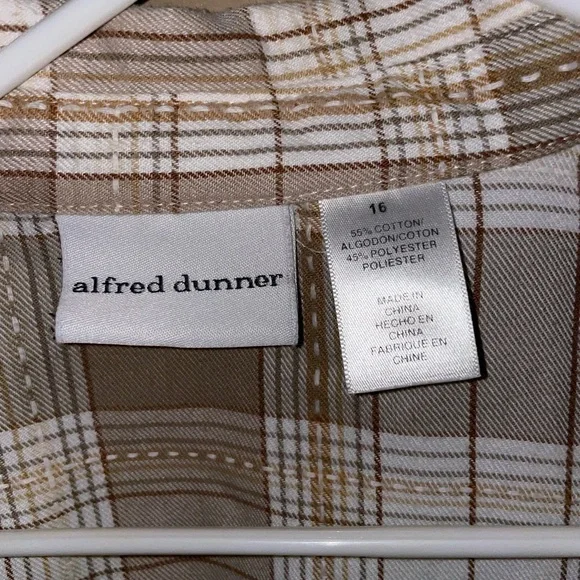 alfred dunner
16
55% COTTON/
ALGODON/COTON
45% POLYESTER
POLIESTER
MADE IN
CHINA
HECHO EN
CHINA
FABRIQUE EN
CHINE